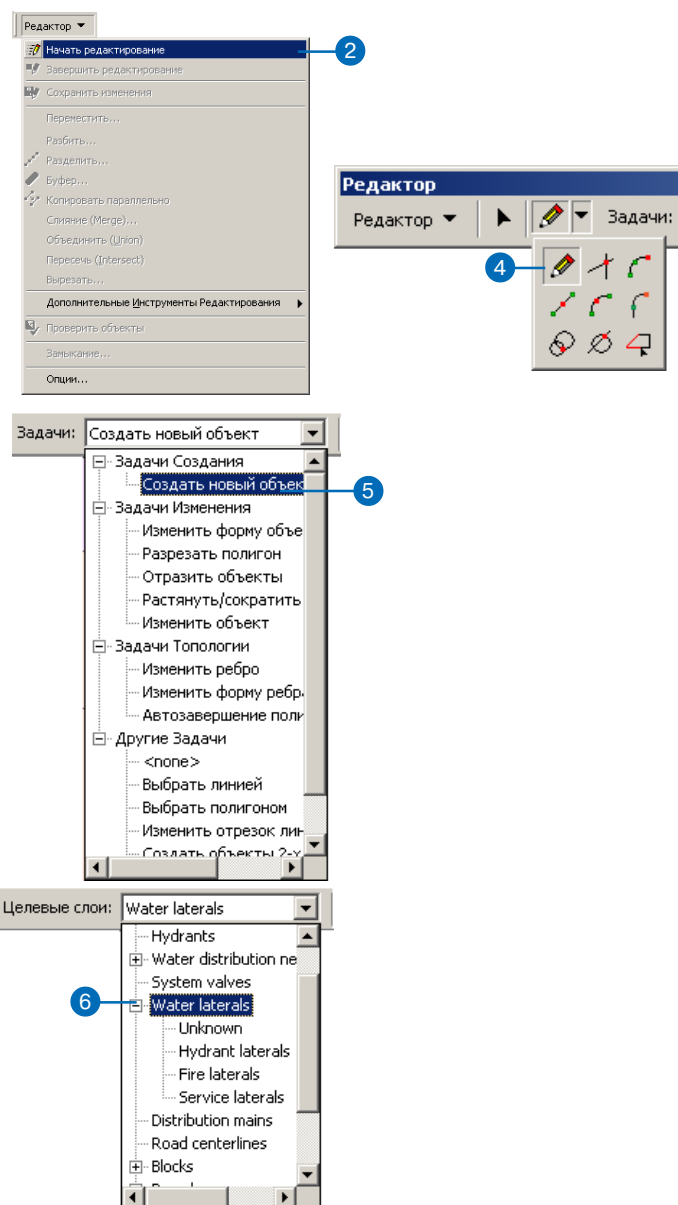 Редактор
Начать редактирование
2
Завершить редактирование
Сохранить изменения
Переместить...
Разбить...
Разделить...
Буфер...
Копировать параллельно
Слияние (Merge)...
Объединить (Union)
Пересечь (Intersect)
Вырезать...
Дополнительные Инструменты Редактирования
Проверить объекты
Замыкание...
Опции...
Редактор
Редактор
Задачи:
4
Задачи: Создать новый объект
Задачи Создания
Создать новый объек
5
Задачи Изменения
Изменить форму объе
Разрезать полигон
Отразить объекты
Растянуть/сократить
Изменить объект
Задачи Топологии
Изменить ребро
Изменить форму ребра
Автозавершение поли
Другие Задачи
<none>
Выбрать линией
Выбрать полигоном
Изменить отрезок лин
Создать объекты 2-х
Целевые слои: Water laterals
Hydrants
Water distribution ne
System valves
6
Water laterals
Unknown
Hydrant laterals
Fire laterals
Service laterals
Distribution mains
Road centerlines
Blocks